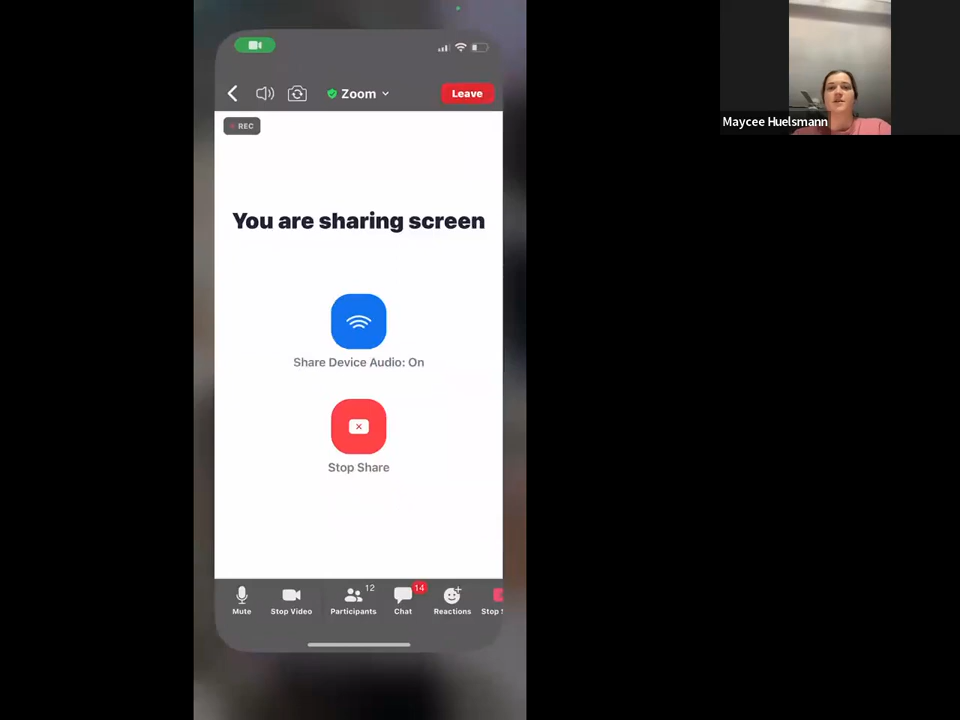 Zoom
Leave
REC
You are sharing screen
Share Device Audio: On
Stop Share
12
14
Mute
Stop Video
Participants
Chat
Reactions
Stop S
Maycee Huelsmann